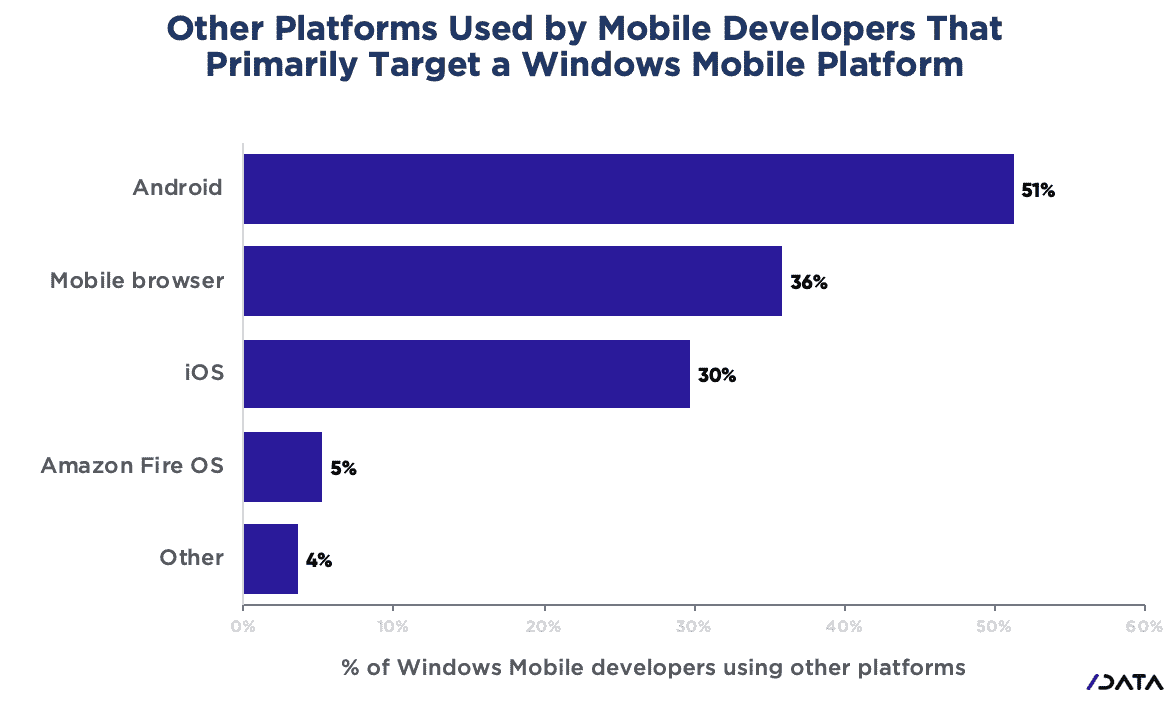 Other Platforms Used by Mobile Developers That
Primarily Target a Windows Mobile Platform
Android
51%
Mobile browser
36%
iOS
30%
Amazon Fire OS
5%
Other
4%
0%
10%
20%
30%
40%
50%
60%
% of Windows Mobile developers using other platforms
/DATA